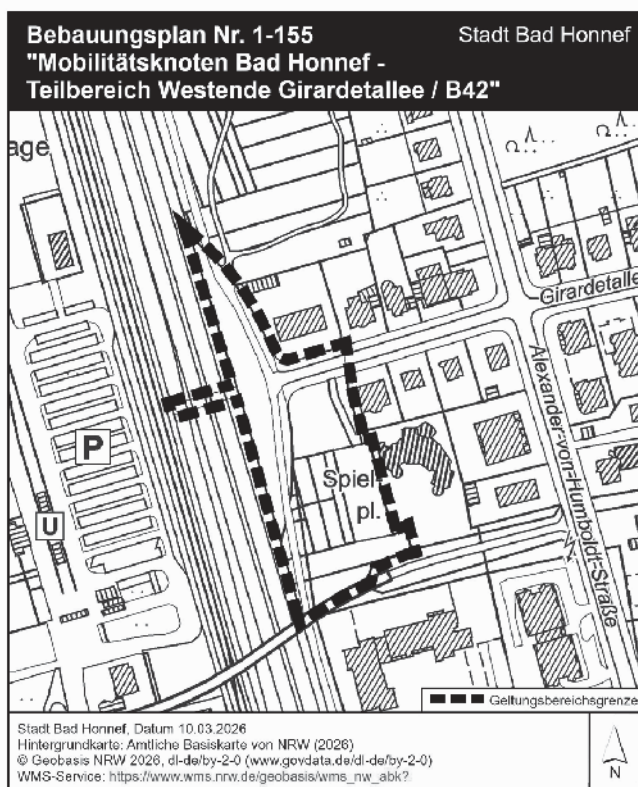 Bebauungsplan Nr. 1-155
Stadt Bad Honnef
"Mobilitätsknoten Bad Honnef -
Teilbereich Westende Girardetallee / B42"
age
Girardetalle
Alexander-von-Humboldt-Straße
P
U
Spiel
pl.
Geltungsbereichsgrenze
Stadt Bad Honnef, Datum 10.03.2026
Hintergrundkarte: Amtliche Basiskarte von NRW (2026)
© Geobasis NRW 2026, dl-de/by-2-0 (www.govdata.de/dl-de/by-2-0)
WMS-Service: https://www.wms.nrw.de/geobasis/wms_nw_abk?
N